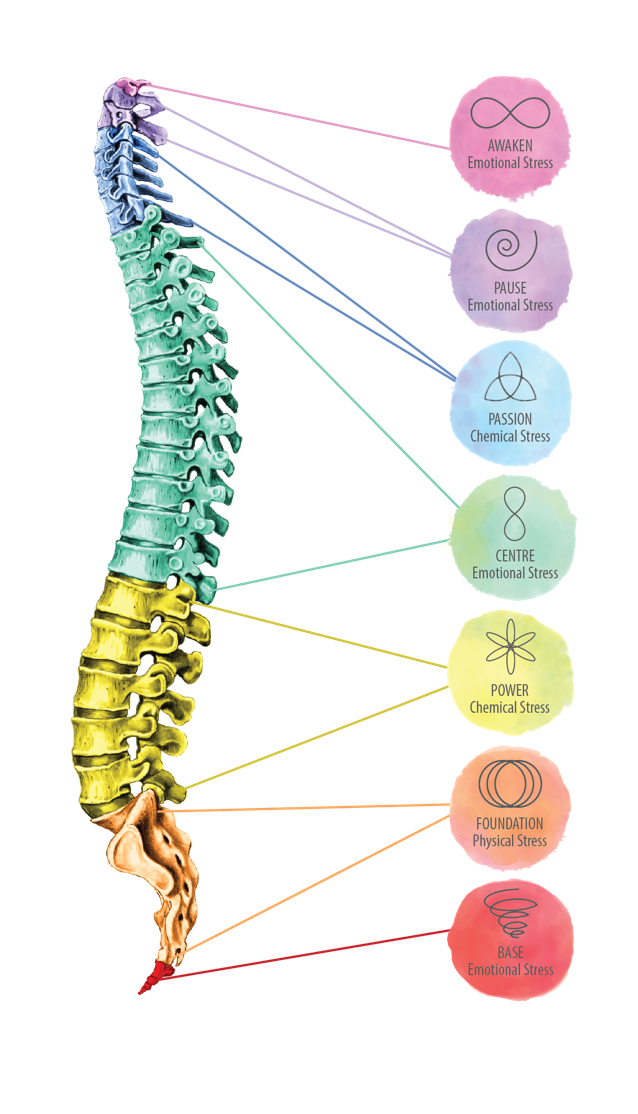 AWAKEN
Emotional Stress
PAUSE
Emotional Stress
PASSION
Chemical Stress
CENTRE
Emotional Stress
POWER
Chemical Stress
FOUNDATION
Physical Stress
BASE
Emotional Stress